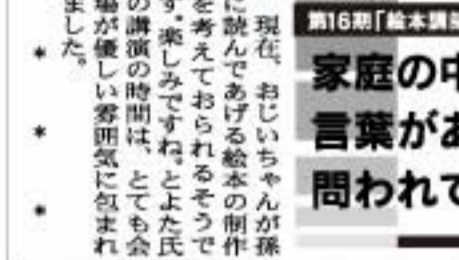 第16期「絵本講
家庭の中
言葉があ
問われて
現在、おじいちゃんが孫
に読んであげる絵本の制作
を考えておられるそうで
す。楽しみですね。とよた氏
の講演の時間は、とても会
場が優しい雰囲気に包まれ
ました。
* * *